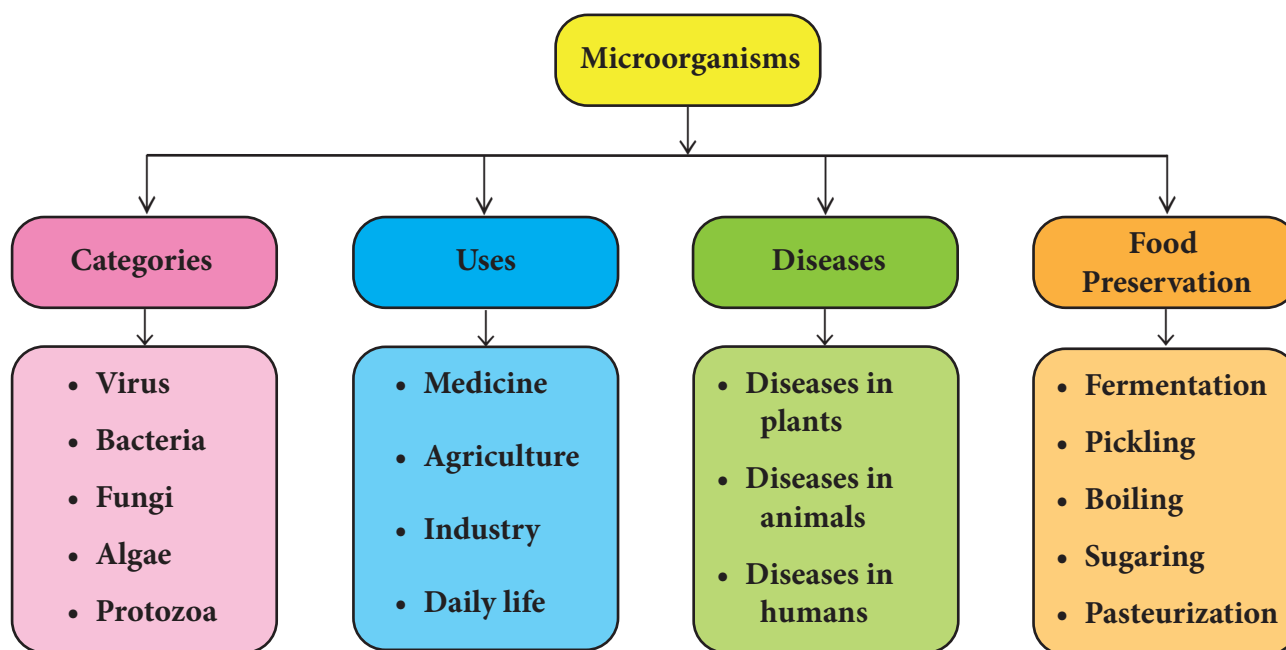 Microorganisms
Categories
Uses
Diseases
Food
Preservation
• Virus
• Bacteria
• Fungi
• Algae
• Protozoa
• Medicine
• Agriculture
• Industry
• Daily life
• Diseases in
plants
• Diseases in
animals
• Diseases in
humans
• Fermentation
• Pickling
• Boiling
• Sugaring
• Pasteurization